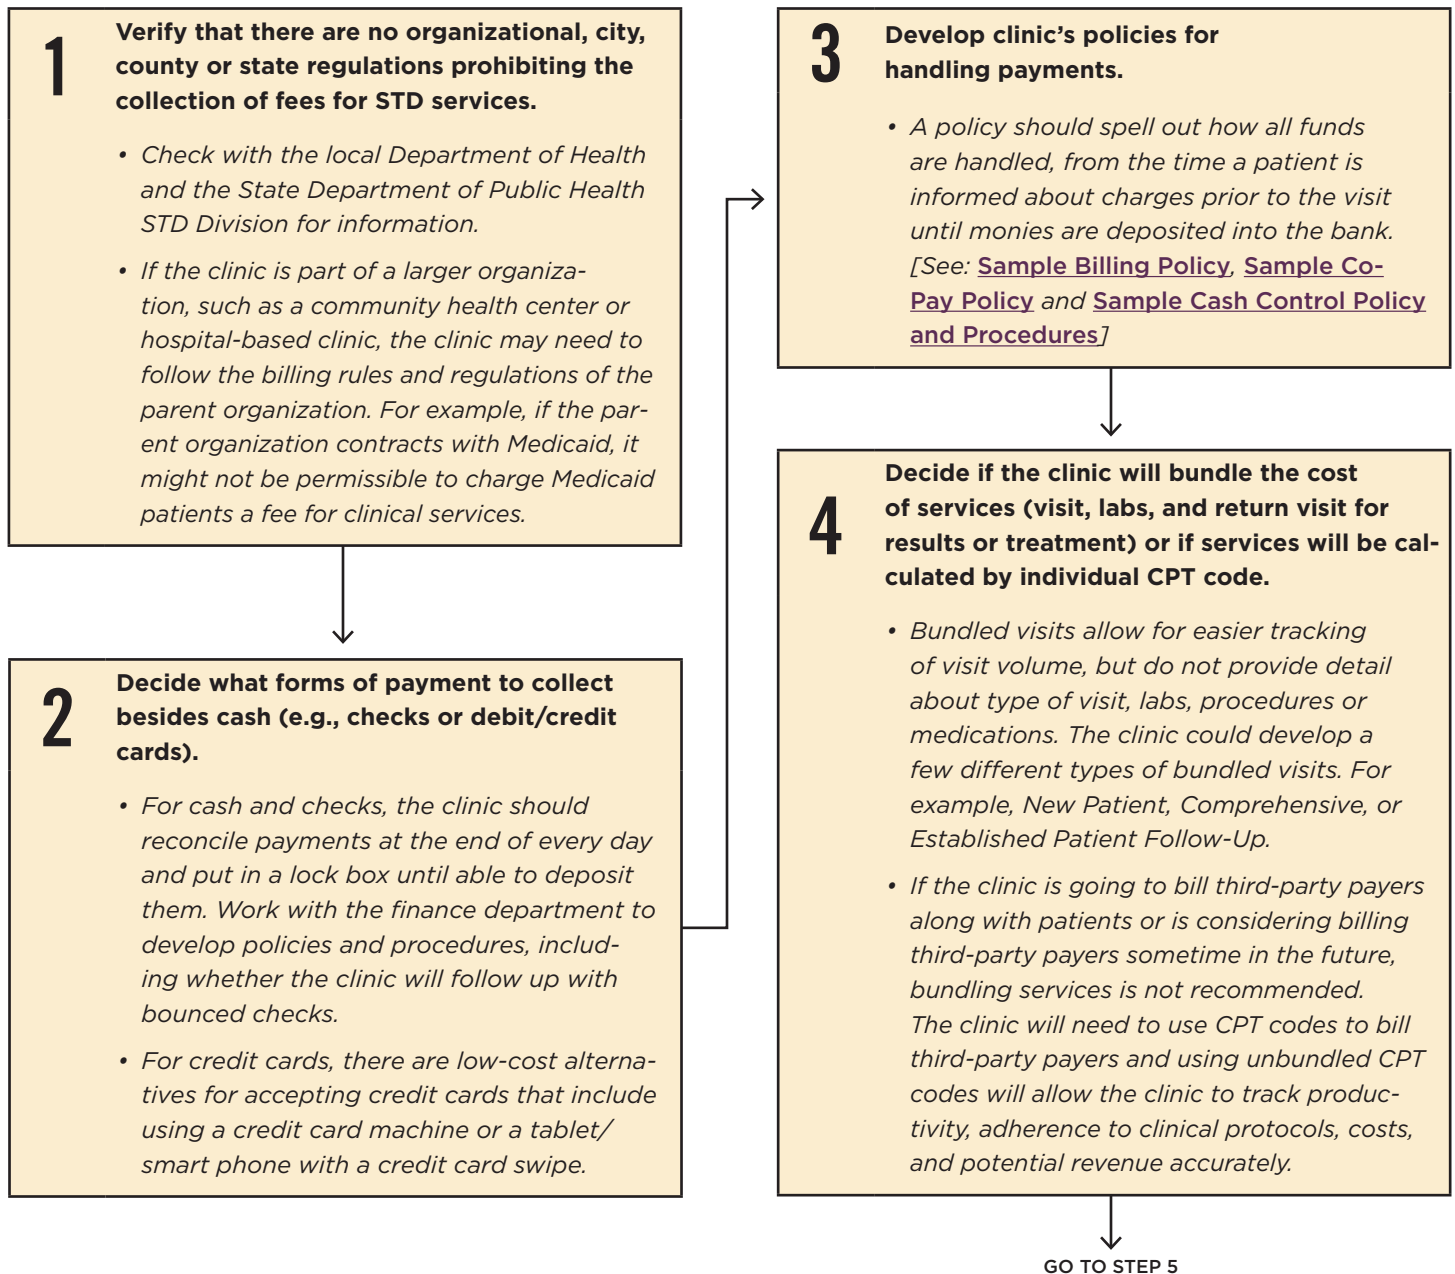 1
Verify that there are no organizational, city,
county or state regulations prohibiting the
collection of fees for STD services.
• Check with the local Department of Health
and the State Department of Public Health
STD Division for information.
• If the clinic is part of a larger organiza-
tion, such as a community health center or
hospital-based clinic, the clinic may need to
follow the billing rules and regulations of the
parent organization. For example, if the par-
ent organization contracts with Medicaid, it
might not be permissible to charge Medicaid
patients a fee for clinical services.
2
Decide what forms of payment to collect
besides cash (e.g., checks or debit/credit
cards).
• For cash and checks, the clinic should
reconcile payments at the end of every day
and put in a lock box until able to deposit
them. Work with the finance department to
develop policies and procedures, includ-
ing whether the clinic will follow up with
bounced checks.
• For credit cards, there are low-cost alterna-
tives for accepting credit cards that include
using a credit card machine or a tablet/
smart phone with a credit card swipe.
3
Develop clinic's policies for
handling payments.
• A policy should spell out how all funds
are handled, from the time a patient is
informed about charges prior to the visit
until monies are deposited into the bank.
[See: Sample Billing Policy, Sample Co-
Pay Policy and Sample Cash Control Policy
and Procedures]
4
Decide if the clinic will bundle the cost
of services (visit, labs, and return visit for
results or treatment) or if services will be cal-
culated by individual CPT code.
• Bundled visits allow for easier tracking
of visit volume, but do not provide detail
about type of visit, labs, procedures or
medications. The clinic could develop a
few different types of bundled visits. For
example, New Patient, Comprehensive, or
Established Patient Follow-Up.
• If the clinic is going to bill third-party payers
along with patients or is considering billing
third-party payers sometime in the future,
bundling services is not recommended.
The clinic will need to use CPT codes to bill
third-party payers and using unbundled CPT
codes will allow the clinic to track produc-
tivity, adherence to clinical protocols, costs,
and potential revenue accurately.
GO TO STEP 5